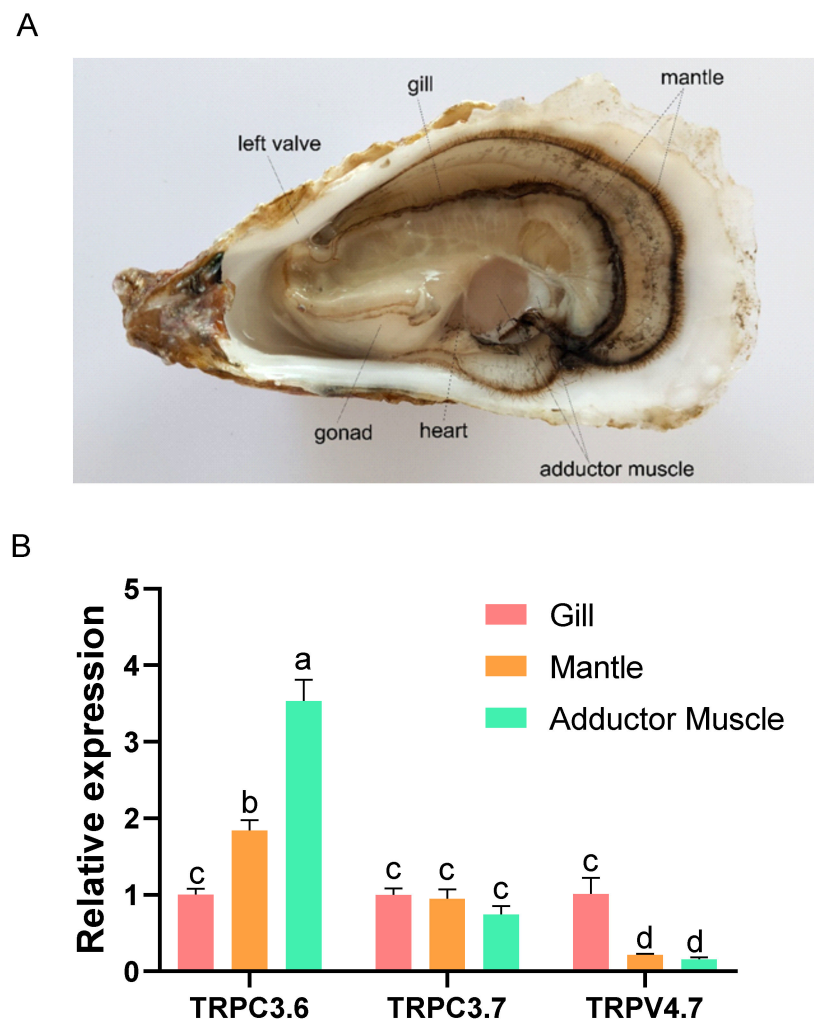 A
gill
mantle
left valve
gonad
heart
adductor muscle
B
Relative expression
5
4
3
2
1
0
Gill
Mantle
Adductor Muscle
c
b
a
c
c
c
c
d
d
TRPC3.6
TRPC3.7
TRPV4.7